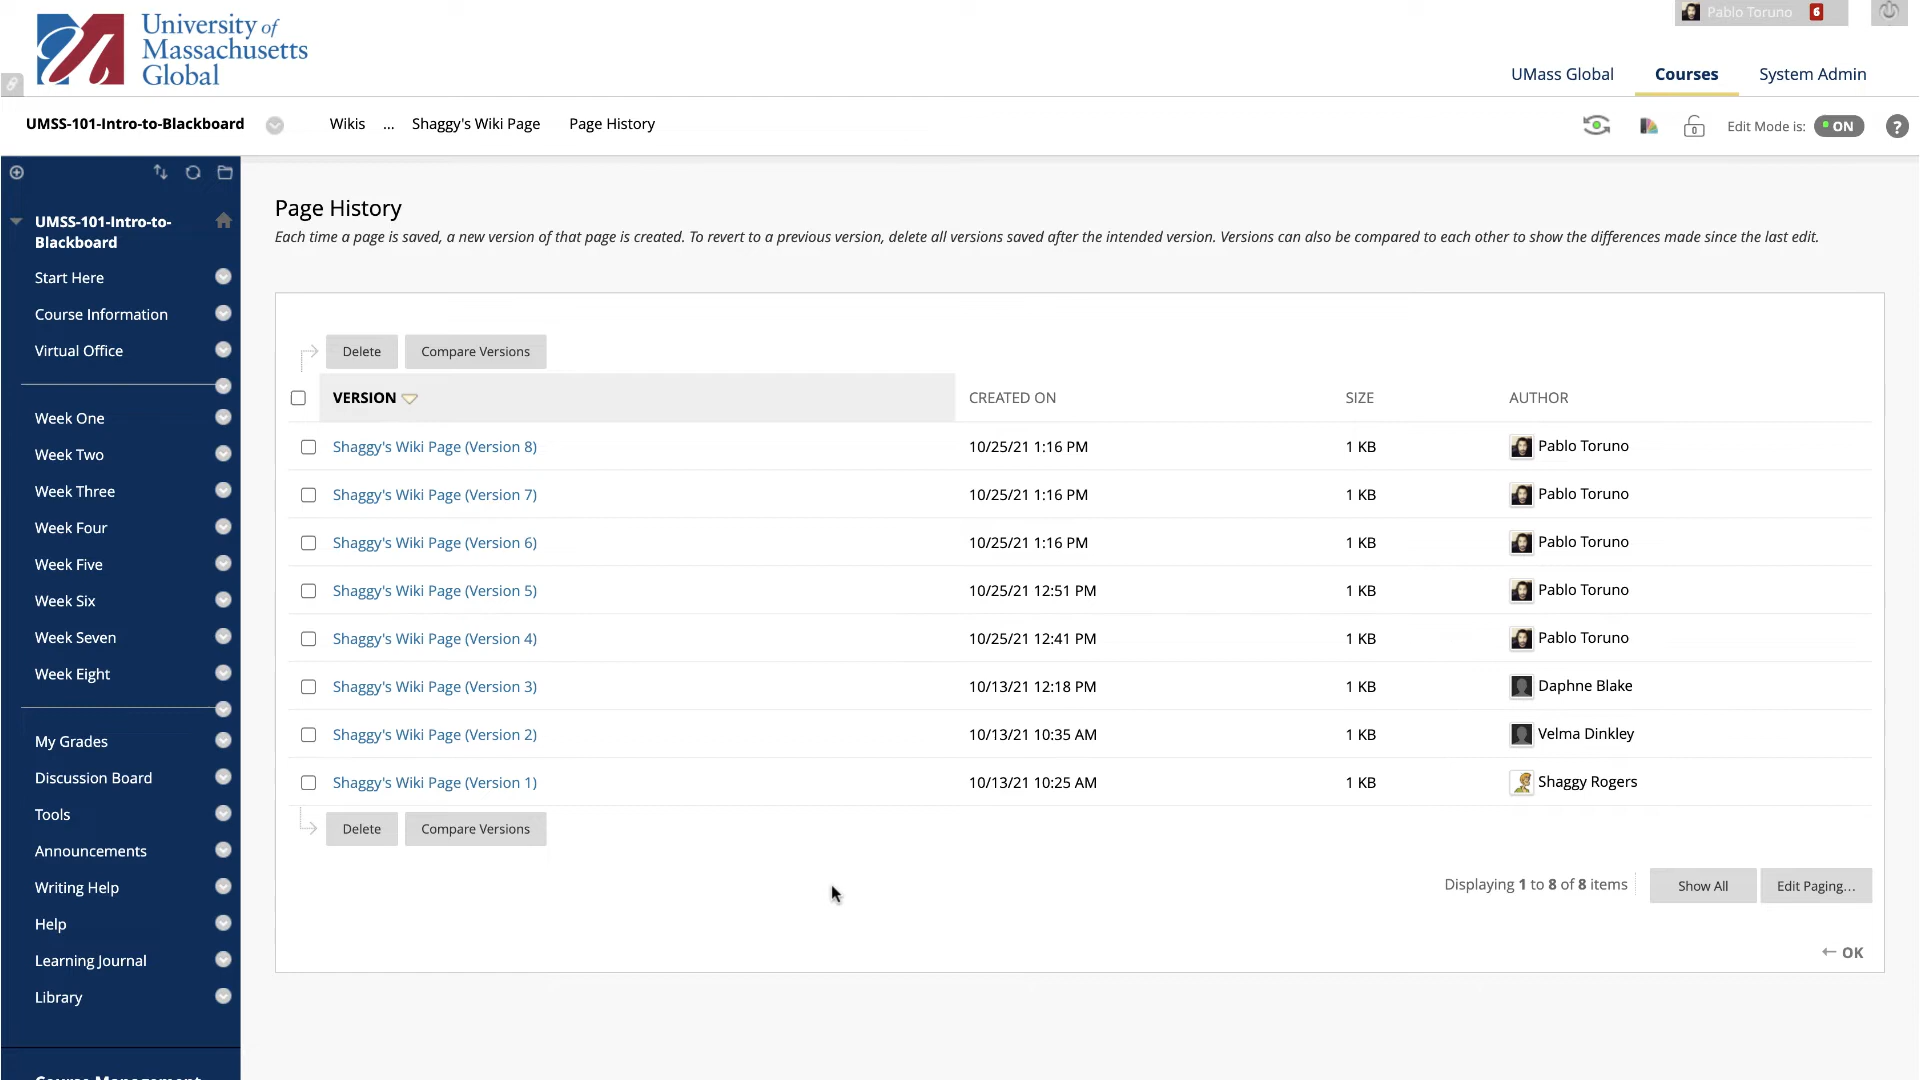 University of
Massachusetts
Global
Pablo Toruno 6
UMass Global Courses System Admin
UMSS-101-Intro-to-Blackboard Wikis ... Shaggy's Wiki Page Page History
Edit Mode is: ON ?
UMSS-101-Intro-to-
Blackboard
Start Here
Course Information
Virtual Office
Week One
Week Two
Week Three
Week Four
Week Five
Week Six
Week Seven
Week Eight
My Grades
Discussion Board
Tools
Announcements
Writing Help
Help
Learning Journal
Library
Course Management
Page History
Each time a page is saved, a new version of that page is created. To revert to a previous version, delete all versions saved after the intended version. Versions can also be compared to each other to show the differences made since the last edit.
Delete Compare Versions
VERSION CREATED ON SIZE AUTHOR
Shaggy's Wiki Page (Version 8) 10/25/21 1:16 PM 1 KB Pablo Toruno
Shaggy's Wiki Page (Version 7) 10/25/21 1:16 PM 1 KB Pablo Toruno
Shaggy's Wiki Page (Version 6) 10/25/21 1:16 PM 1 KB Pablo Toruno
Shaggy's Wiki Page (Version 5) 10/25/21 12:51 PM 1 KB Pablo Toruno
Shaggy's Wiki Page (Version 4) 10/25/21 12:41 PM 1 KB Pablo Toruno
Shaggy's Wiki Page (Version 3) 10/13/21 12:18 PM 1 KB Daphne Blake
Shaggy's Wiki Page (Version 2) 10/13/21 10:35 AM 1 KB Velma Dinkley
Shaggy's Wiki Page (Version 1) 10/13/21 10:25 AM 1 KB Shaggy Rogers
Delete Compare Versions
Displaying 1 to 8 of 8 items Show All Edit Paging...
← OK